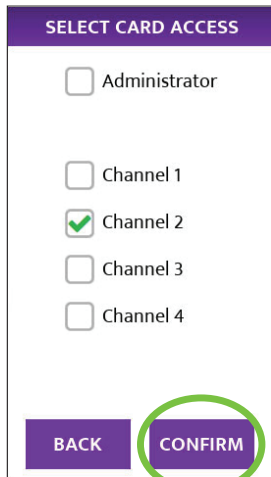 SELECT CARD ACCESS
Administrator
Channel 1
Channel 2
Channel 3
Channel 4
BACK CONFIRM